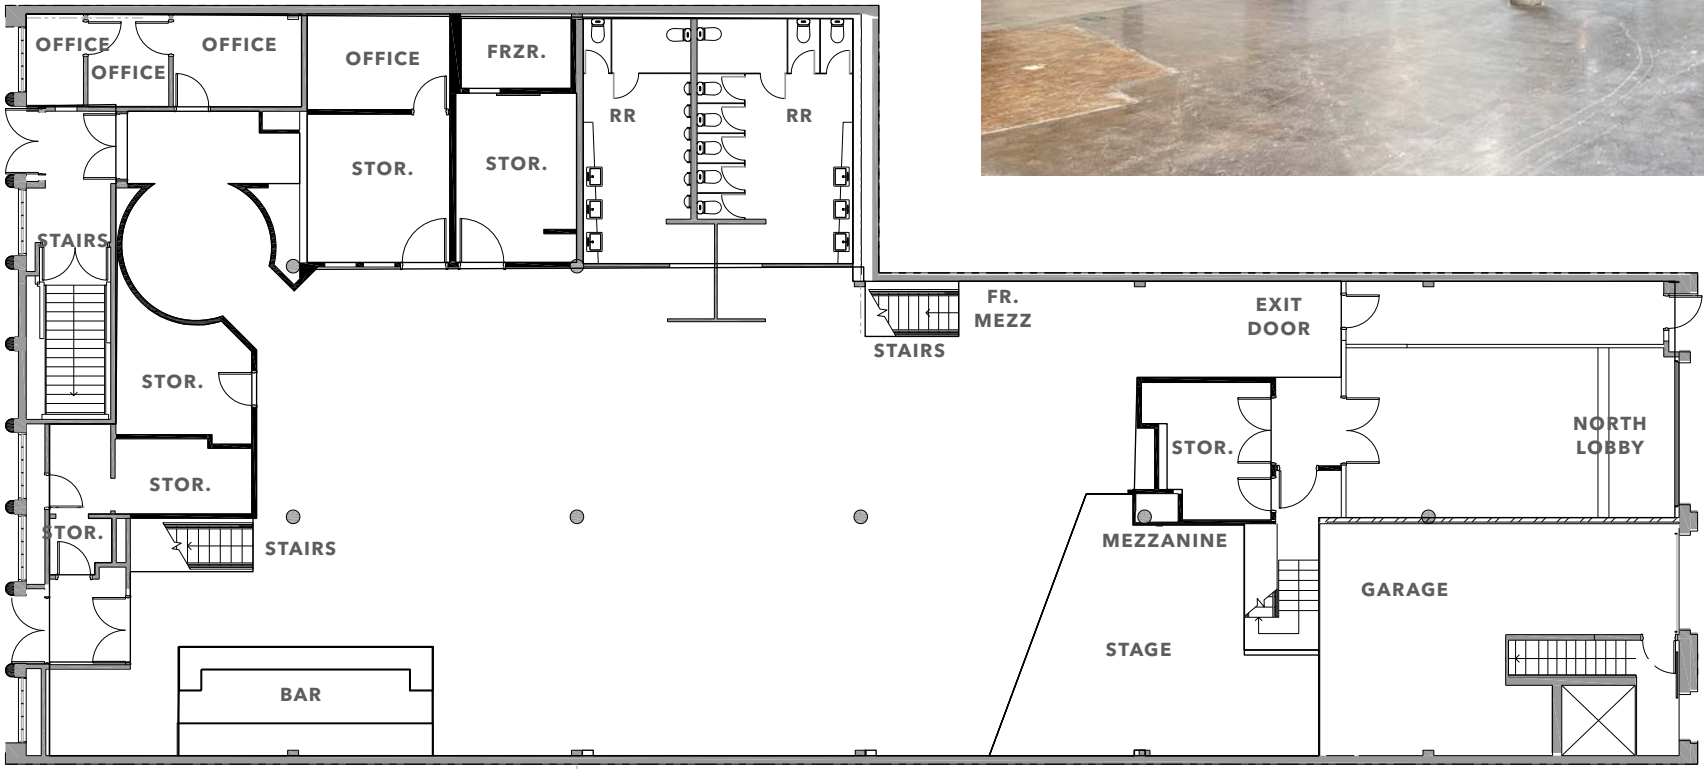 OFFICE
OFFICE
OFFICE
OFFICE
FRZR.
RR
RR
STOR.
STOR.
STAIRS
FR.
MEZZ
EXIT
DOOR
STAIRS
STOR.
NORTH
LOBBY
STOR.
STOR.
STOR.
STAIRS
MEZZANINE
GARAGE
STAGE
BAR
N